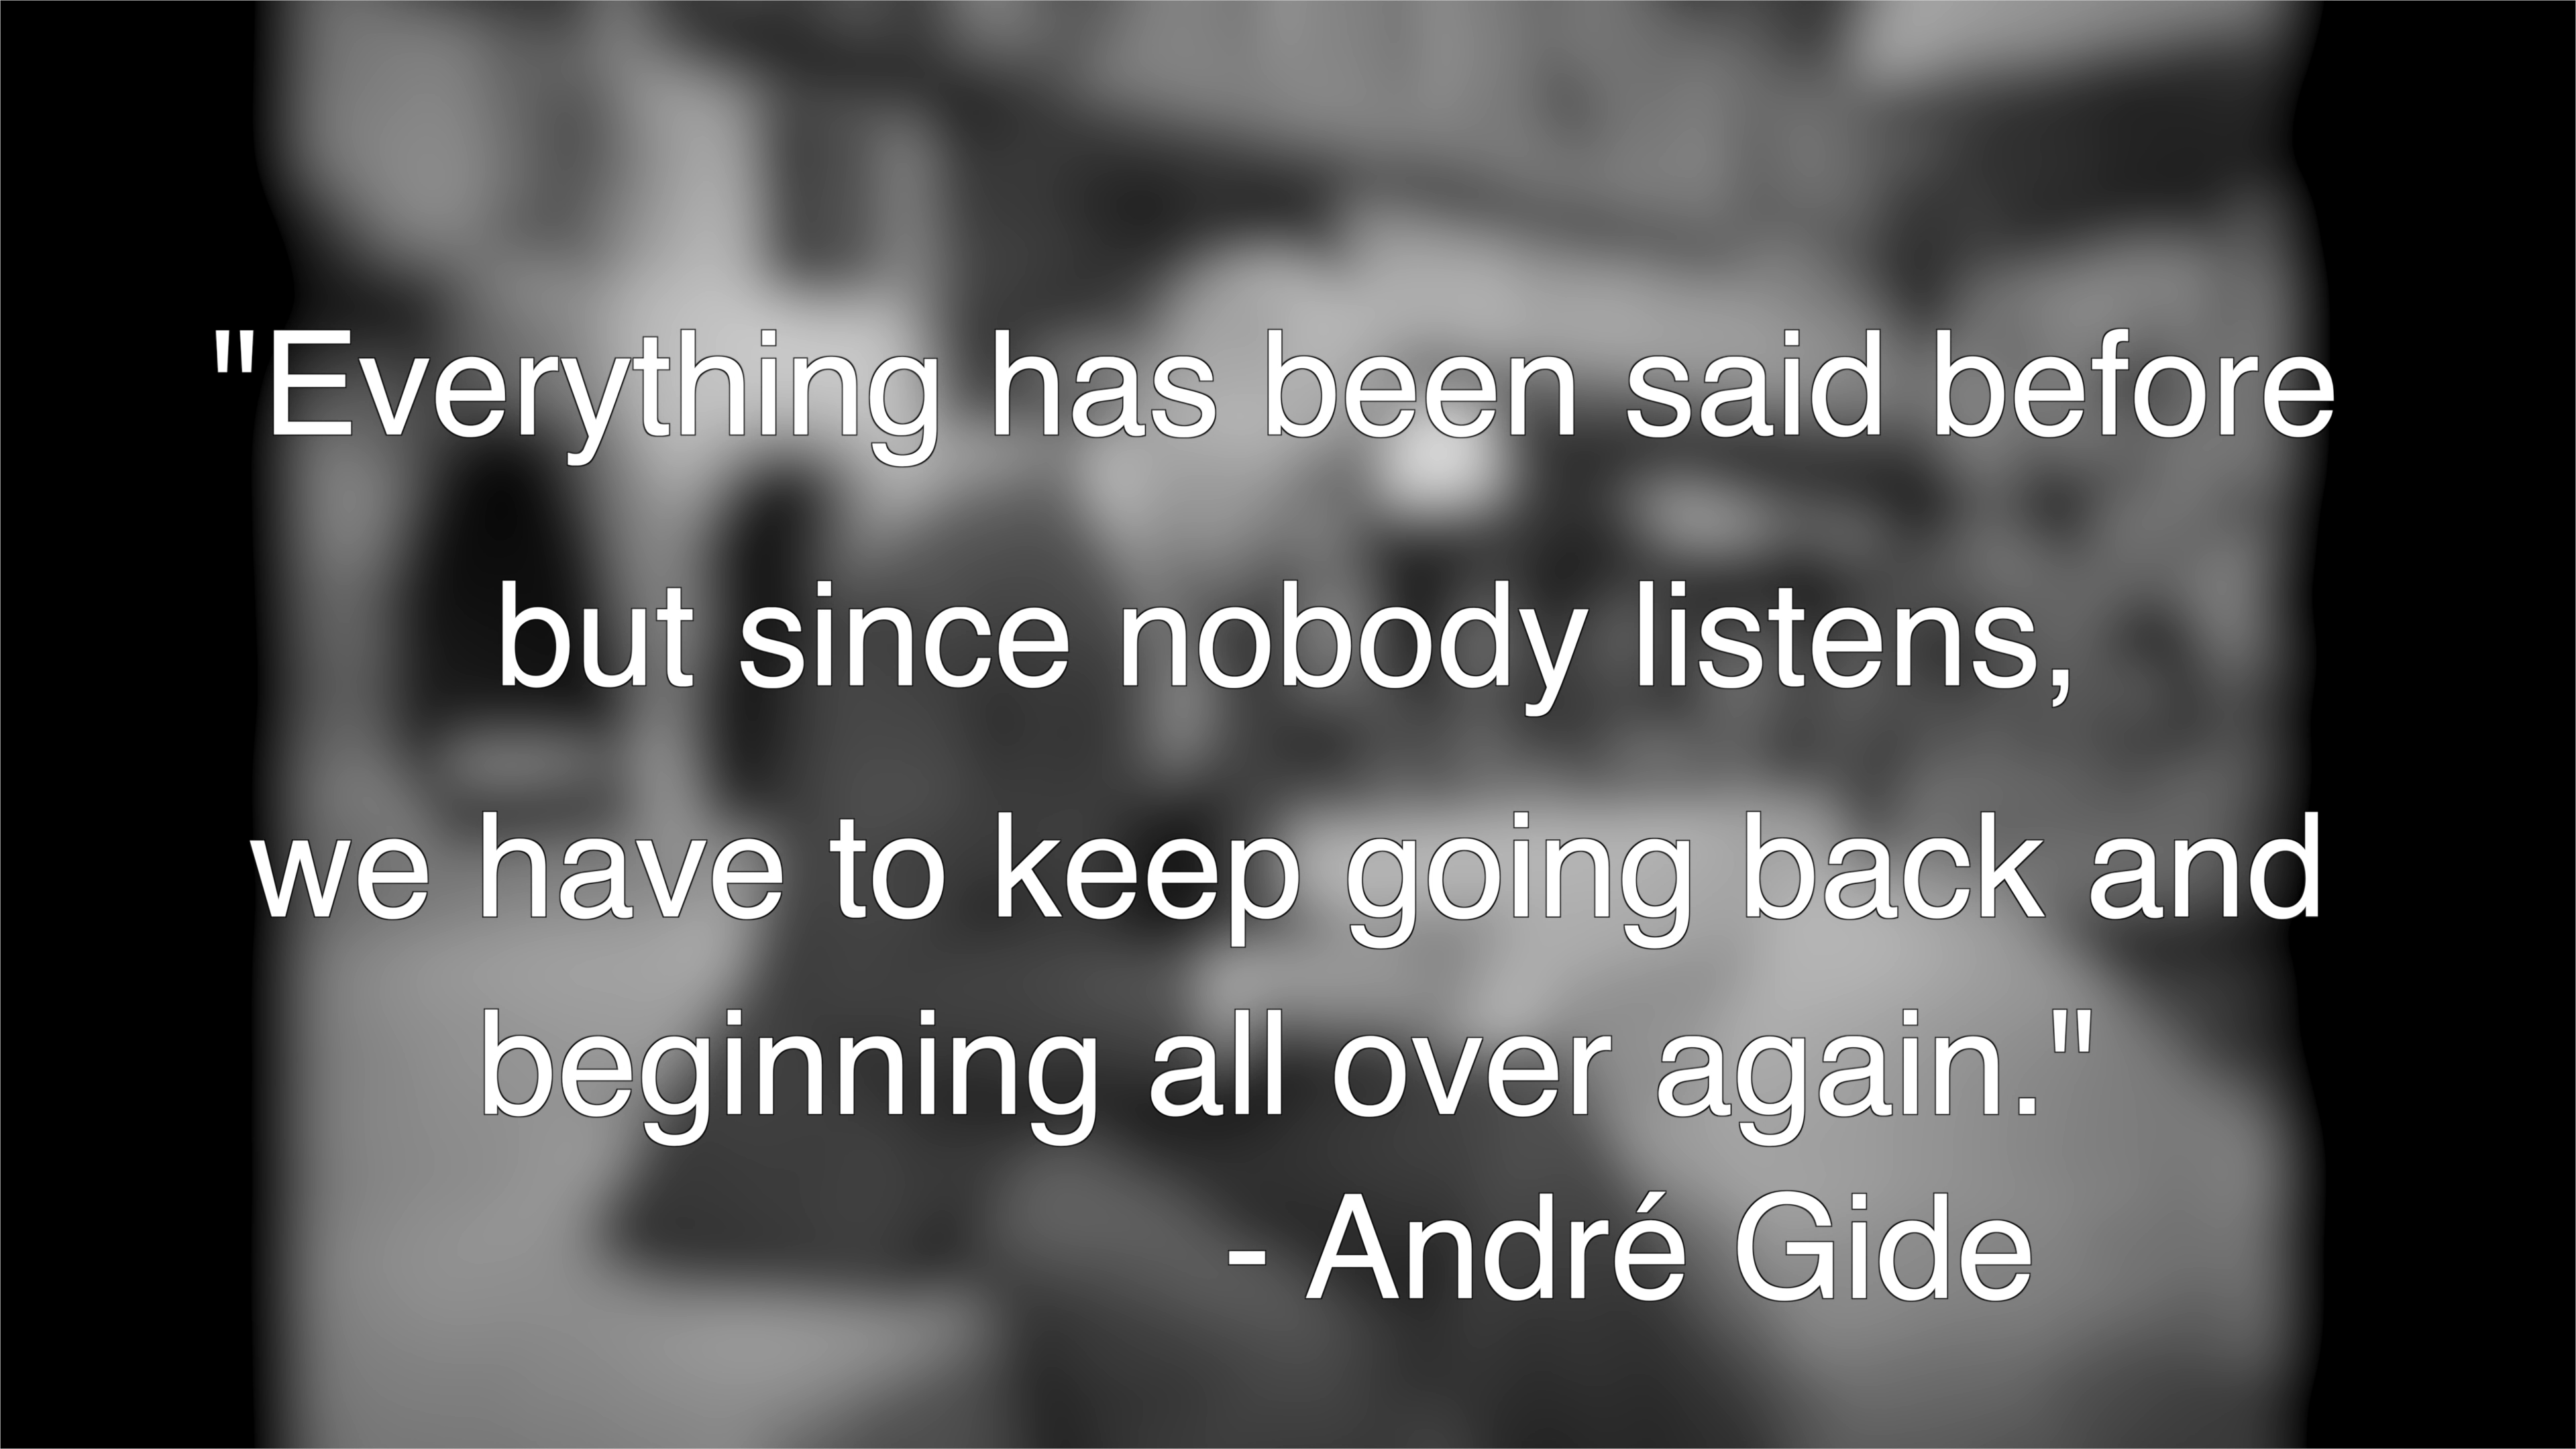 "Everything has been said before
but since nobody listens,
we have to keep going back and
beginning all over again."
- André Gide